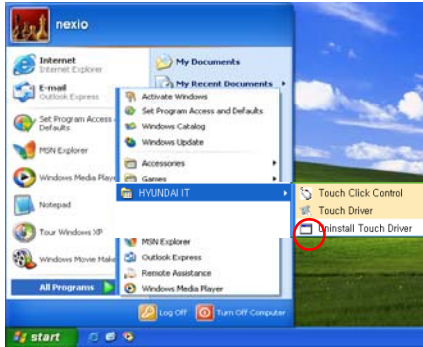 nexio
Internet
Internet Explorer
E-mail
Outlook Express
Set Program Access
Defaults
MSN Explorer
Windows Media Playe
Notepad
Tour Windows XP
Windows Movie Make
All Programs
My Documents
My Recent Documents
Activate Windows
Set Program Access and Defaults
Windows Catalog
Windows Update
Accessories
Games
HYUNDAI IT
MSN Explorer
Outlook Express
Remote Assistance
Windows Media Player
Touch Click Control
Touch Driver
Uninstall Touch Driver
Log Off
Turn Off Computer
start